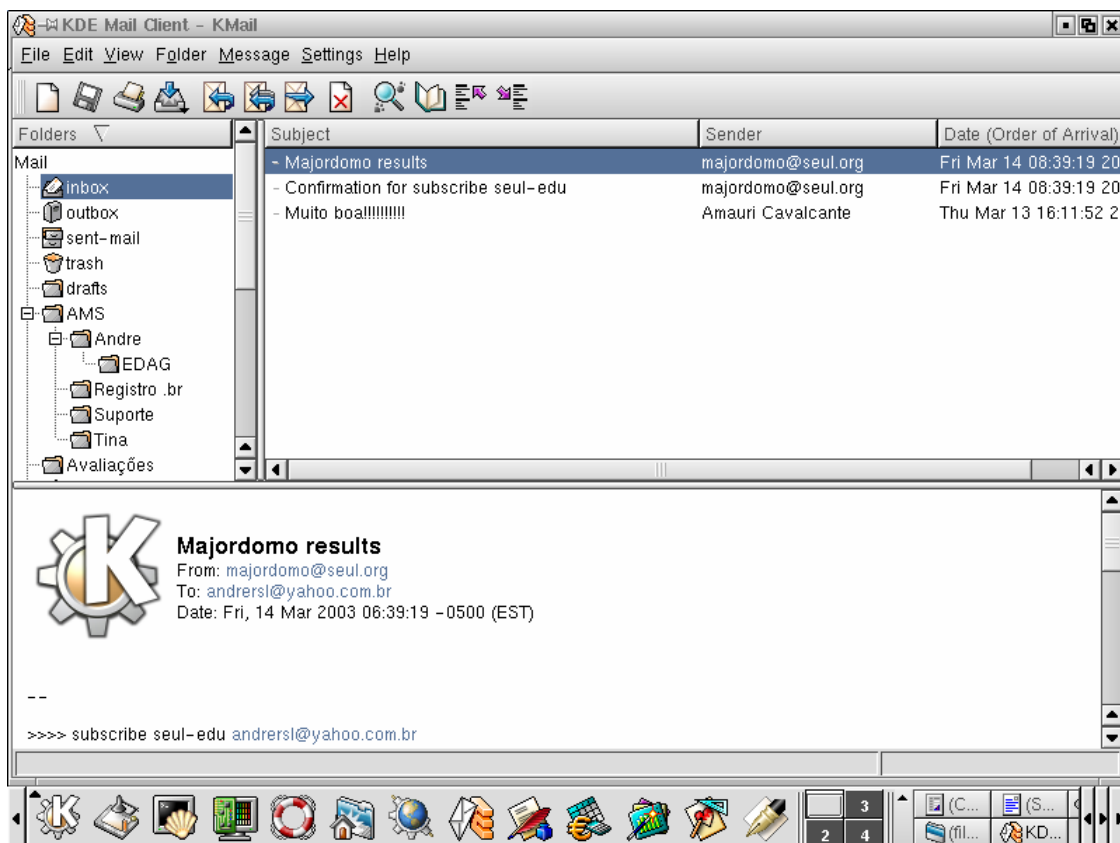 KDE Mail Client - KMail
File Edit View Folder Message Settings Help
Folders
Subject Sender Date (Order of Arrival)
Mail
inbox
outbox
sent-mail
trash
drafts
AMS
Andre
EDAG
Registro .br
Suporte
Tina
Avaliações
- Majordomo results majordomo@seul.org Fri Mar 14 08:39:19 20
- Confirmation for subscribe seul-edu majordomo@seul.org Fri Mar 14 08:39:19 20
- Muito boa!!!!!!!!!! Amauri Cavalcante Thu Mar 13 16:11:52 2
Majordomo results
From: majordomo@seul.org
To: andrersl@yahoo.com.br
Date: Fri, 14 Mar 2003 06:39:19 -0500 (EST)
--
>>>> subscribe seul-edu andrersl@yahoo.com.br
3
2 4
(C... (S...
(fil... KD...